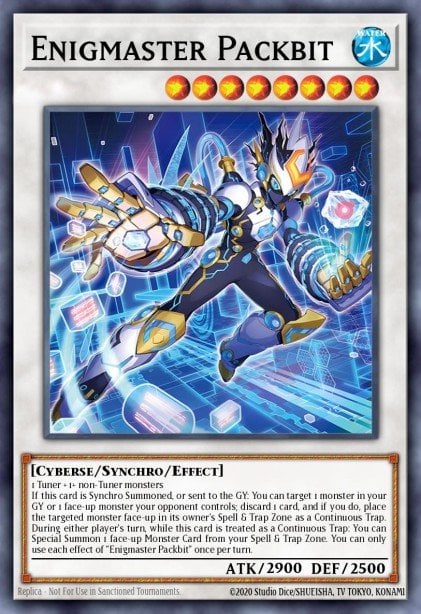 Enigmaster Packbit
WATER
水
[Cyberse/Synchro/Effect]
1 Tuner + 1+ non-Tuner monsters
If this card is Synchro Summoned, or sent to the GY: You can target 1 monster in your
GY or 1 face-up monster your opponent controls; discard 1 card, and if you do, place
the targeted monster face-up in its owner's Spell & Trap Zone as a Continuous Trap.
During either player's turn, while this card is treated as a Continuous Trap: You can
Special Summon 1 face-up Monster Card from your Spell & Trap Zone. You can only
use each effect of "Enigmaster Packbit" once per turn.
ATK/2900 DEF/2500
Replica - Not For Use in Sanctioned Tournaments.
©2020 Studio Dice/SHUEISHA, TV TOKYO, KONAMI